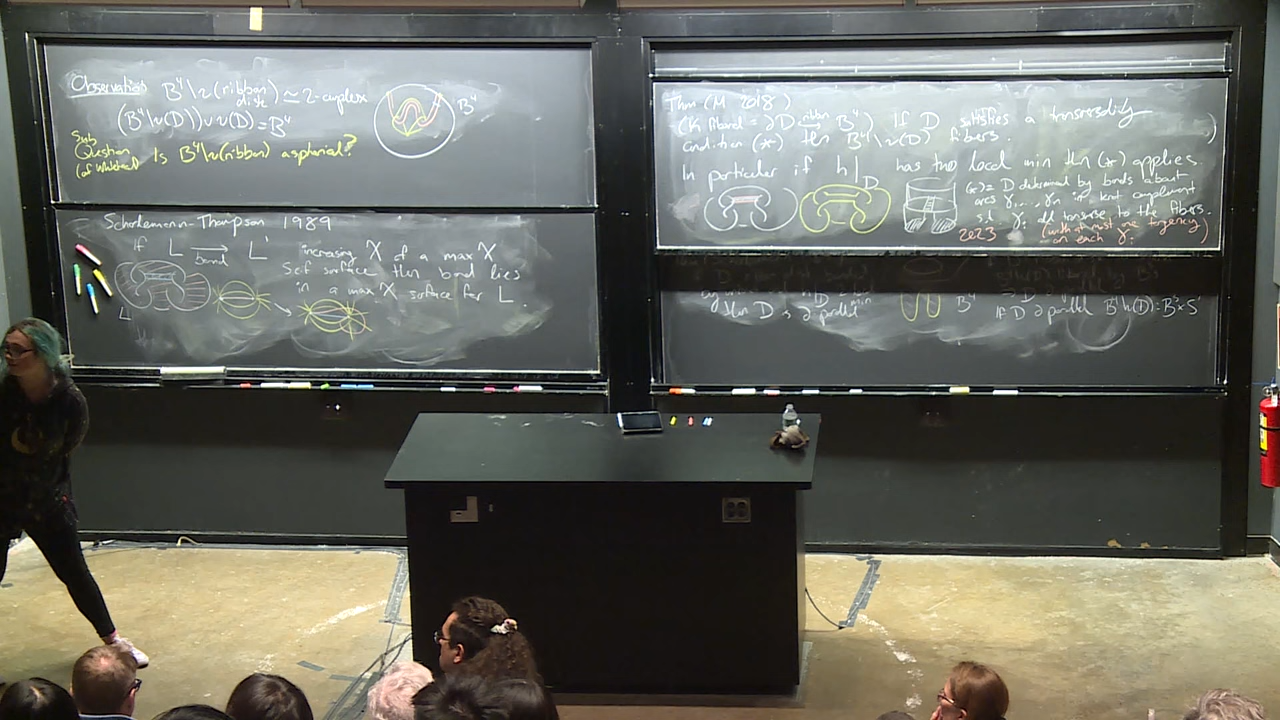 Observation B⁴\ν(ribbon disk) ≃ 2-complex
(B⁴\ν(D)) ∪ ν(D) = B⁴
B⁴
Sub Question (of Whitehead) Is B⁴\ν(ribbon) aspherical?
Scharlemann-Thompson 1989
If L → L' increasing χ of a max χ
band
Seif surface then band lies
in a max χ surface for L.
L
Thm (M 2018)
(K fibered = ∂D ribbon B⁴) If D satisfies a transversality
condition (*) then B⁴\ν(D) fibers.
In particular if h|_D has two local min then (*) applies.
(*) = D determined by bands about
arcs γ₁,..., γₙ in knot complement
s.t. γᵢ all transverse to the fibers.
2023 (with at most one tangency
on each γᵢ)
then D is ∂ parallel
B⁴
If D ∂ parallel B⁴\ν(D) = B³×S¹